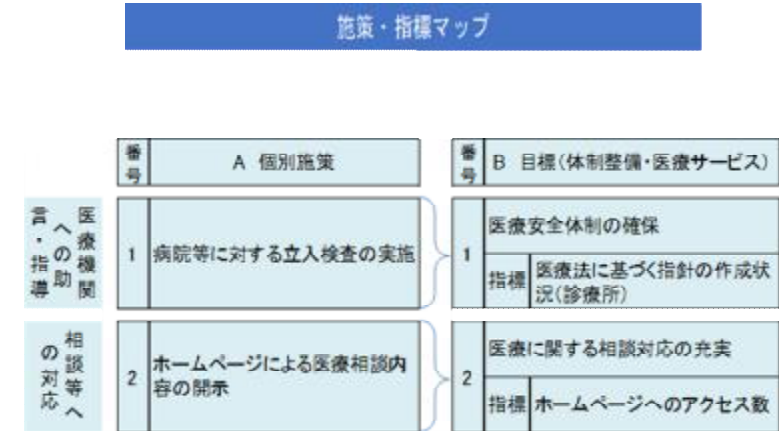 施策・指標マップ
番号
A 個別施策
番号
B 目標(体制整備・医療サービス)
医療機関
への助
言・指導
1
病院等に対する立入検査の実施
1
医療安全体制の確保
指標
医療法に基づく指針の作成状
況(診療所)
相談等へ
の対応
2
ホームページによる医療相談内
容の開示
2
医療に関する相談対応の充実
指標
ホームページへのアクセス数